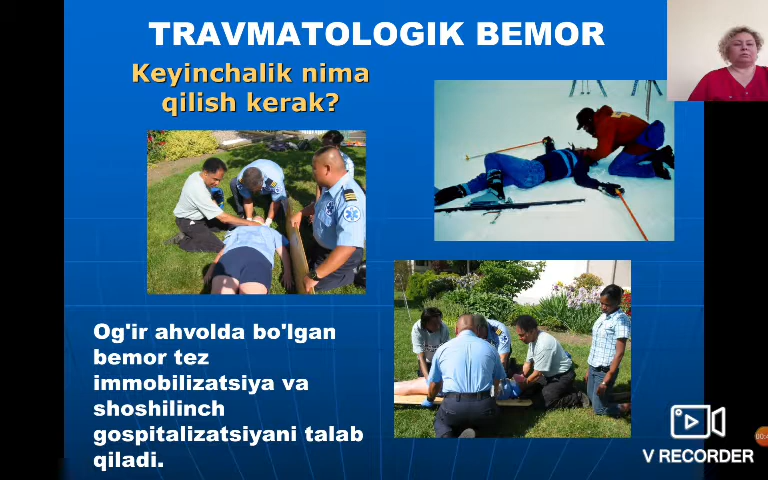 TRAVMATOLOGIK BEMOR
Keyinchalik nima
qilish kerak?
Og'ir ahvolda bo'lgan
bemor tez
immobilizatsiya va
shoshilinch
gospitalizatsiyani talab
qiladi.
V RECORDER